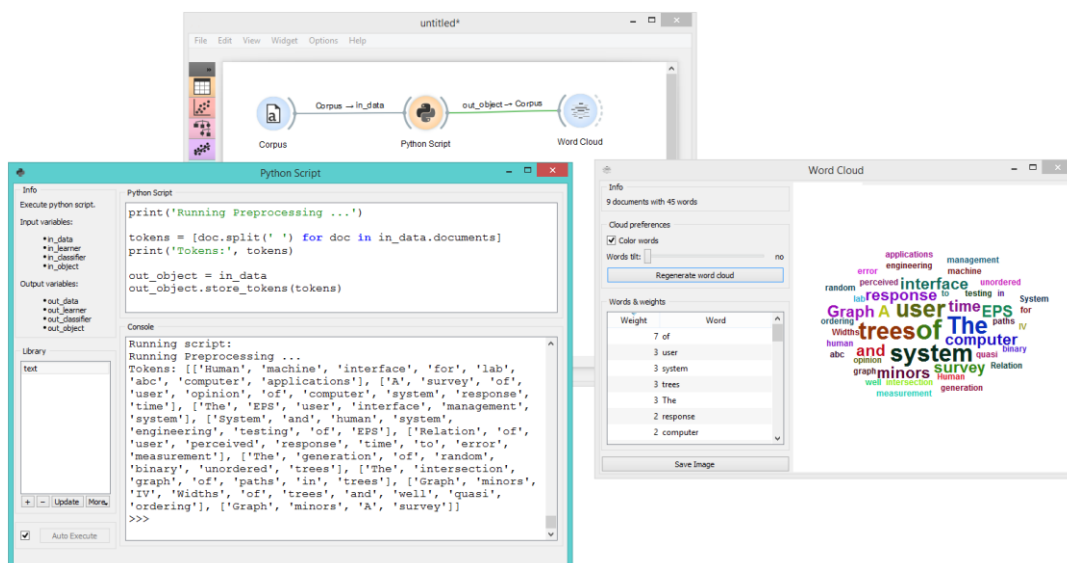 untitled*
File Edit View Widget Options Help
Corpus → in_data
out_object → Corpus
a
Corpus
Python Script
Word Cloud
Python Script
Info
Execute python script.
Input variables:
•in_data
•in_learner
•in_classifier
•in_object
Output variables:
•out_data
•out_learner
•out_classifier
•out_object
Library
text
+ − Update More
Auto Execute
Python Script
print('Running Preprocessing ...')
tokens = [doc.split(' ') for doc in in_data.documents]
print('Tokens:', tokens)
out_object = in_data
out_object.store_tokens(tokens)
Console
Running script:
Running Preprocessing ...
Tokens: [['Human', 'machine', 'interface', 'for', 'lab',
'abc', 'computer', 'applications'], ['A', 'survey', 'of',
'user', 'opinion', 'of', 'computer', 'system', 'response',
'time'], ['The', 'EPS', 'user', 'interface', 'management',
'system'], ['System', 'and', 'human', 'system',
'engineering', 'testing', 'of', 'EPS'], ['Relation', 'of',
'user', 'perceived', 'response', 'time', 'to', 'error',
'measurement'], ['The', 'generation', 'of', 'random',
'binary', 'unordered', 'trees'], ['The', 'intersection',
'graph', 'of', 'paths', 'in', 'trees'], ['Graph', 'minors',
'IV', 'Widths', 'of', 'trees', 'and', 'well', 'quasi',
'ordering'], ['Graph', 'minors', 'A', 'survey']]
>>>
Word Cloud
Info
9 documents with 45 words
Cloud preferences
Color words
Words tilt: no
Regenerate word cloud
Words & weights
Weight Word
7 of
3 user
3 system
3 trees
3 The
2 response
2 computer
Save Image
applications
engineering management
error machine
perceived interface unordered
random
lab response to testing in System
Graph A user time EPS for
ordering trees of The paths IV
Widths computer
human and system quasi binary
abc opinion survey Relation
graph minors Human
well intersection generation
measurement